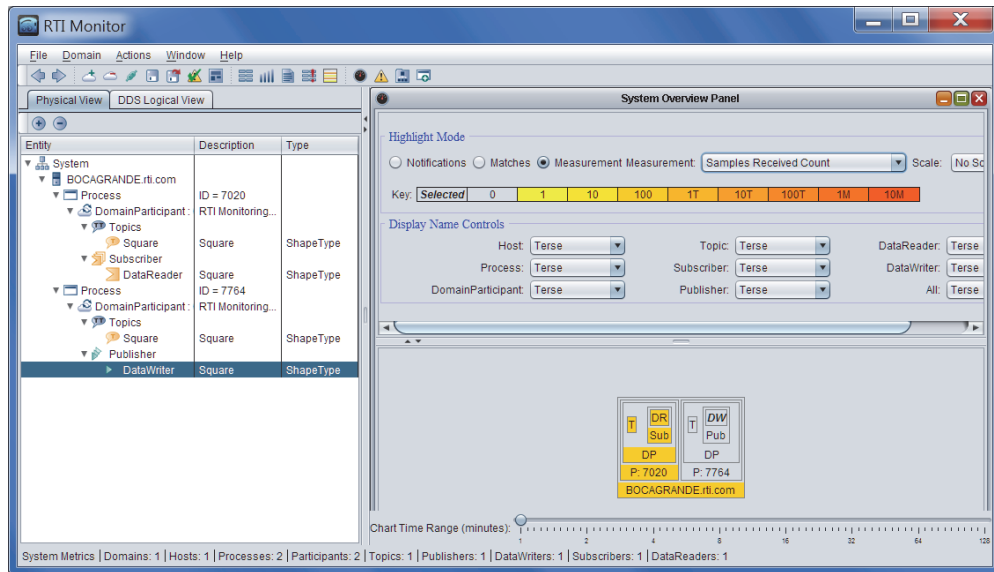 RTI Monitor
File Domain Actions Window Help
Physical View DDS Logical View
Entity Description Type
System
BOCAGRANDE.rti.com
Process ID = 7020
DomainParticipant: RTI Monitoring...
Topics
Square Square ShapeType
Subscriber
DataReader Square ShapeType
Process ID = 7764
DomainParticipant: RTI Monitoring...
Topics
Square Square ShapeType
Publisher
DataWriter Square ShapeType
System Overview Panel
Highlight Mode
Notifications Matches Measurement Measurement: Samples Received Count Scale: No Sc
Key: Selected 0 1 10 100 1T 10T 100T 1M 10M
Display Name Controls
Host: Terse Topic: Terse DataReader: Terse
Process: Terse Subscriber: Terse DataWriter: Terse
DomainParticipant: Terse Publisher: Terse All: Terse
T DR T DW
Sub Pub
DP DP
P: 7020 P: 7764
BOCAGRANDE.rti.com
Chart Time Range (minutes):
1 2 4 8 16 32 64 128
System Metrics | Domains: 1 | Hosts: 1 | Processes: 2 | Participants: 2 | Topics: 1 | Publishers: 1 | DataWriters: 1 | Subscribers: 1 | DataReaders: 1